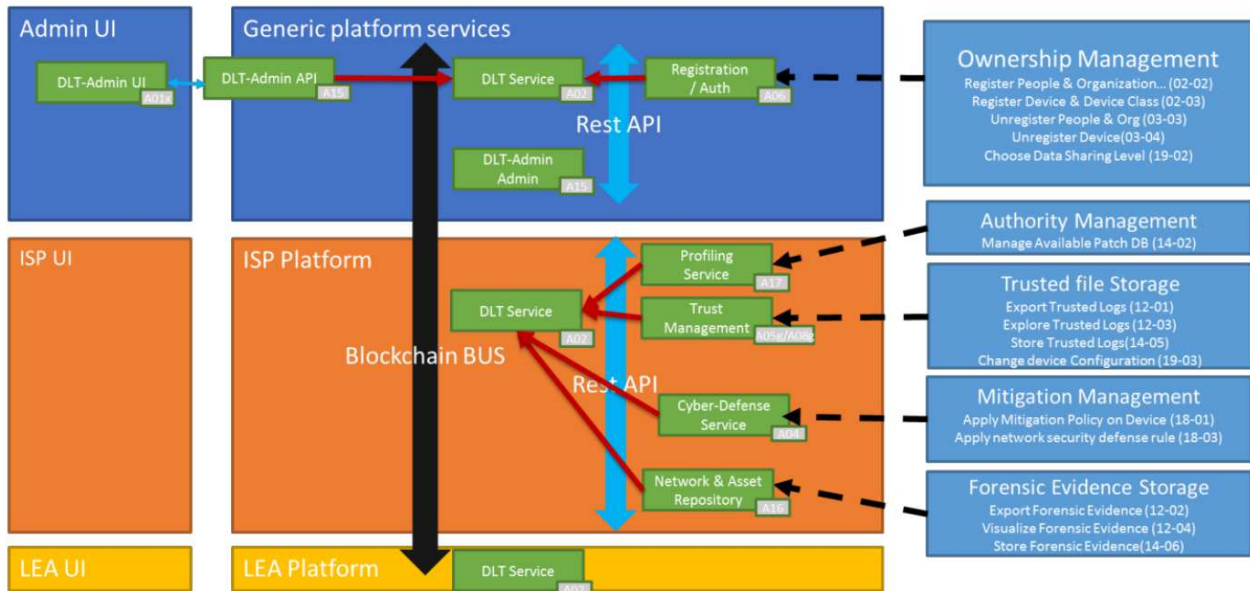 Admin UI
DLT-Admin UI
A01x
Generic platform services
DLT-Admin API
A15
DLT Service
A02
Registration
/ Auth
A06
Rest API
DLT-Admin
Admin
A15
ISP UI
ISP Platform
Profiling
Service
A17
DLT Service
A02
Trust
Management
A05g/A08g
Blockchain BUS
Rest API
Cyber-Defense
Service
A04
Network & Asset
Repository
A16
LEA UI
LEA Platform
DLT Service
A02
Ownership Management
Register People & Organization... (02-02)
Register Device & Device Class (02-03)
Unregister People & Org (03-03)
Unregister Device(03-04)
Choose Data Sharing Level (19-02)
Authority Management
Manage Available Patch DB (14-02)
Trusted file Storage
Export Trusted Logs (12-01)
Explore Trusted Logs (12-03)
Store Trusted Logs(14-05)
Change device Configuration (19-03)
Mitigation Management
Apply Mitigation Policy on Device (18-01)
Apply network security defense rule (18-03)
Forensic Evidence Storage
Export Forensic Evidence (12-02)
Visualize Forensic Evidence (12-04)
Store Forensic Evidence(14-06)